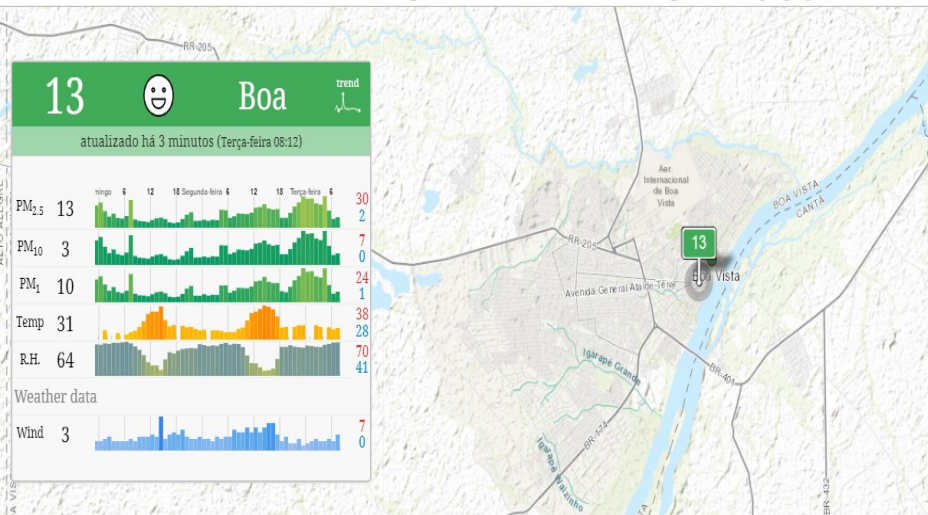 RR-205
13
Boa
trend
atualizado há 3 minutos (Terça-feira 08:12)
mingo 6 12 18 Segunda-feira 6 12 18 Terça-feira 6
PM2.5 13 30 2
PM10 3 7 0
PM1 10 24 1
Temp 31 38 28
R.H. 64 70 41
Weather data
Wind 3 7 0
Aer.
Internacional
de Boa
Vista
BOA VISTA
CANTÁ
RR-205
13
Boa Vista
Avenida General Ataíde Teive
Igarapé Grande
BR-401
BR-174
Igarapé Waizinho
BR-432